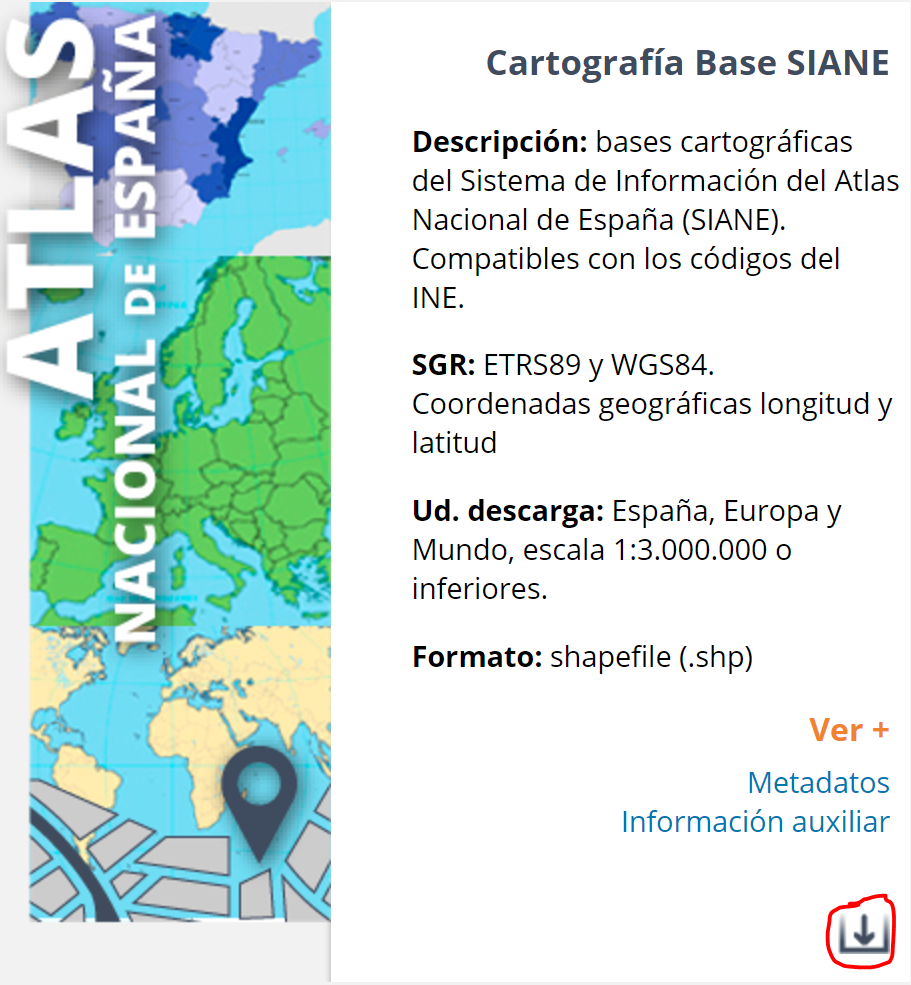 ATLAS
NACIONAL DE ESPAÑA
Cartografía Base SIANE
Descripción: bases cartográficas
del Sistema de Información del Atlas
Nacional de España (SIANE).
Compatibles con los códigos del
INE.
SGR: ETRS89 y WGS84.
Coordenadas geográficas longitud y
latitud
Ud. descarga: España, Europa y
Mundo, escala 1:3.000.000 o
inferiores.
Formato: shapefile (.shp)
Ver +
Metadatos
Información auxiliar